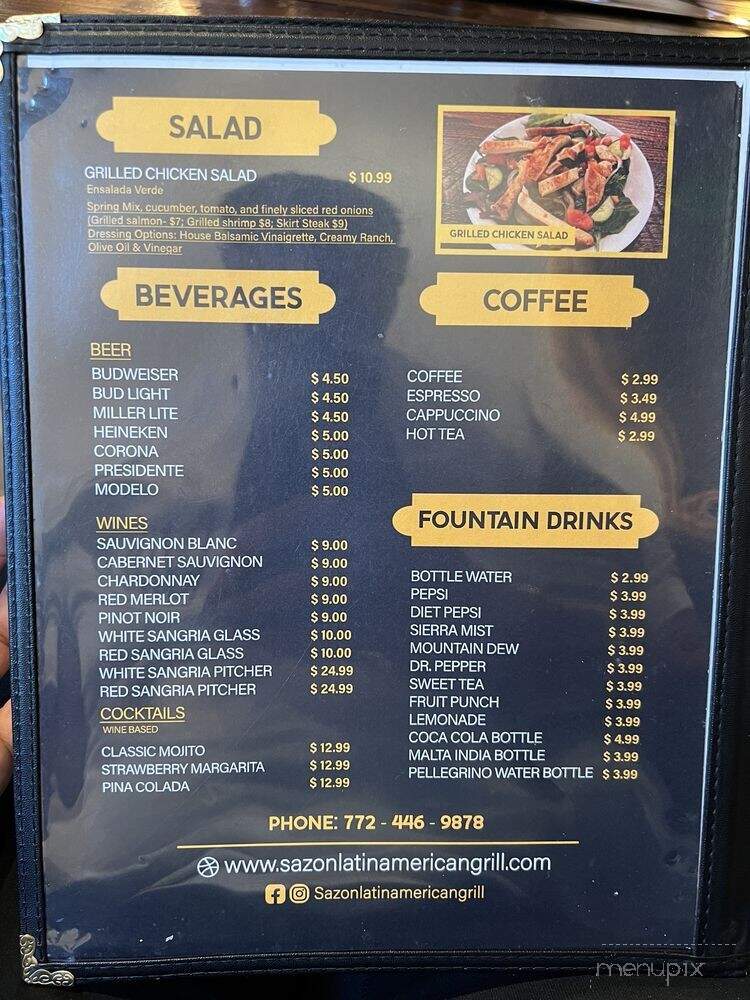 SALAD
GRILLED CHICKEN SALAD $ 10.99
Ensalada Verde
Spring Mix, cucumber, tomato, and finely sliced red onions
(Grilled salmon- $7; Grilled shrimp $8; Skirt Steak $9)
Dressing Options: House Balsamic Vinaigrette, Creamy Ranch,
Olive Oil & Vinegar
GRILLED CHICKEN SALAD
BEVERAGES
BEER
BUDWEISER $ 4.50
BUD LIGHT $ 4.50
MILLER LITE $ 4.50
HEINEKEN $ 5.00
CORONA $ 5.00
PRESIDENTE $ 5.00
MODELO $ 5.00
WINES
SAUVIGNON BLANC $ 9.00
CABERNET SAUVIGNON $ 9.00
CHARDONNAY $ 9.00
RED MERLOT $ 9.00
PINOT NOIR $ 9.00
WHITE SANGRIA GLASS $ 10.00
RED SANGRIA GLASS $ 10.00
WHITE SANGRIA PITCHER $ 24.99
RED SANGRIA PITCHER $ 24.99
COCKTAILS
WINE BASED
CLASSIC MOJITO $ 12.99
STRAWBERRY MARGARITA $ 12.99
PINA COLADA $ 12.99
COFFEE
COFFEE $ 2.99
ESPRESSO $ 3.49
CAPPUCCINO $ 4.99
HOT TEA $ 2.99
FOUNTAIN DRINKS
BOTTLE WATER $ 2.99
PEPSI $ 3.99
DIET PEPSI $ 3.99
SIERRA MIST $ 3.99
MOUNTAIN DEW $ 3.99
DR. PEPPER $ 3.99
SWEET TEA $ 3.99
FRUIT PUNCH $ 3.99
LEMONADE $ 3.99
COCA COLA BOTTLE $ 4.99
MALTA INDIA BOTTLE $ 3.99
PELLEGRINO WATER BOTTLE $ 3.99
PHONE: 772 - 446 - 9878
www.sazonlatinamericangrill.com
Sazonlatinamericangrill
menupix